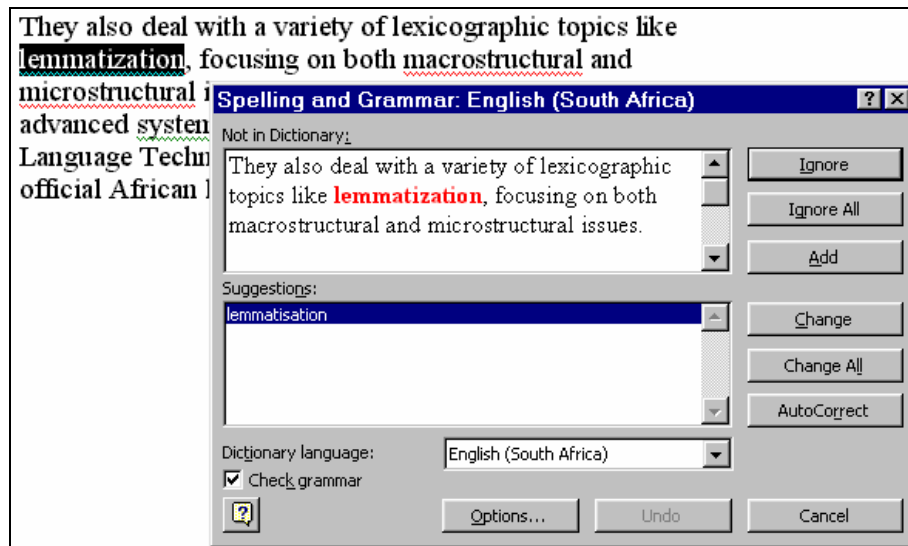 They also deal with a variety of lexicographic topics like
lemmatization, focusing on both macrostructural and
microstructural i
advanced system
Language Techn
official African l
Spelling and Grammar: English (South Africa)
Not in Dictionary:
They also deal with a variety of lexicographic
topics like lemmatization, focusing on both
macrostructural and microstructural issues.
Ignore
Ignore All
Add
Suggestions:
lemmatisation
Change
Change All
AutoCorrect
Dictionary language:
English (South Africa)
Check grammar
Options...
Undo
Cancel